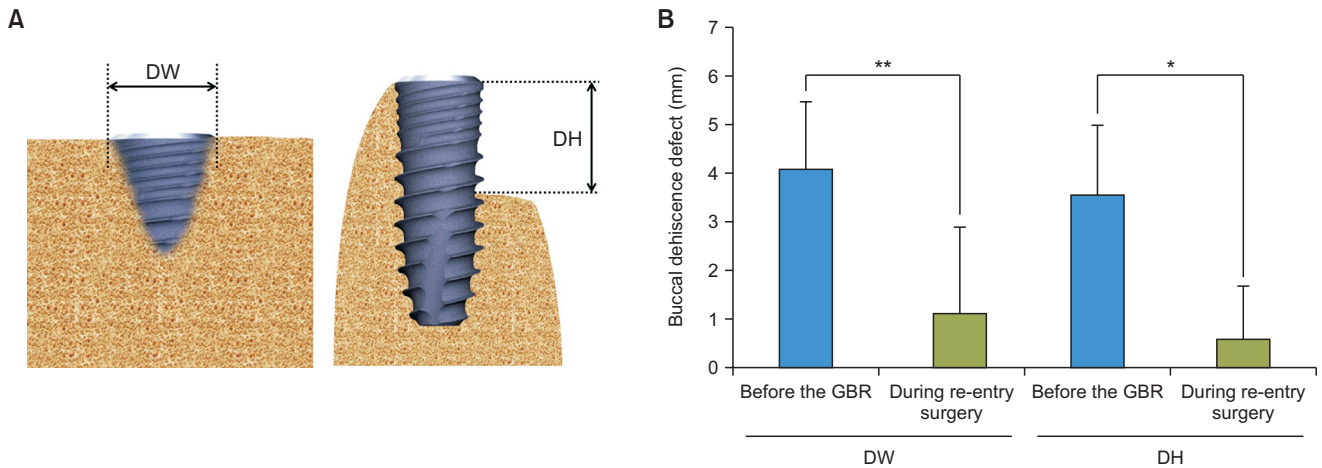 A
DW
DH
B
Buccal dehiscence defect (mm)
7
6
5
4
3
2
1
0
**
*
Before the GBR
During re-entry
surgery
Before the GBR
During re-entry
surgery
DW
DH